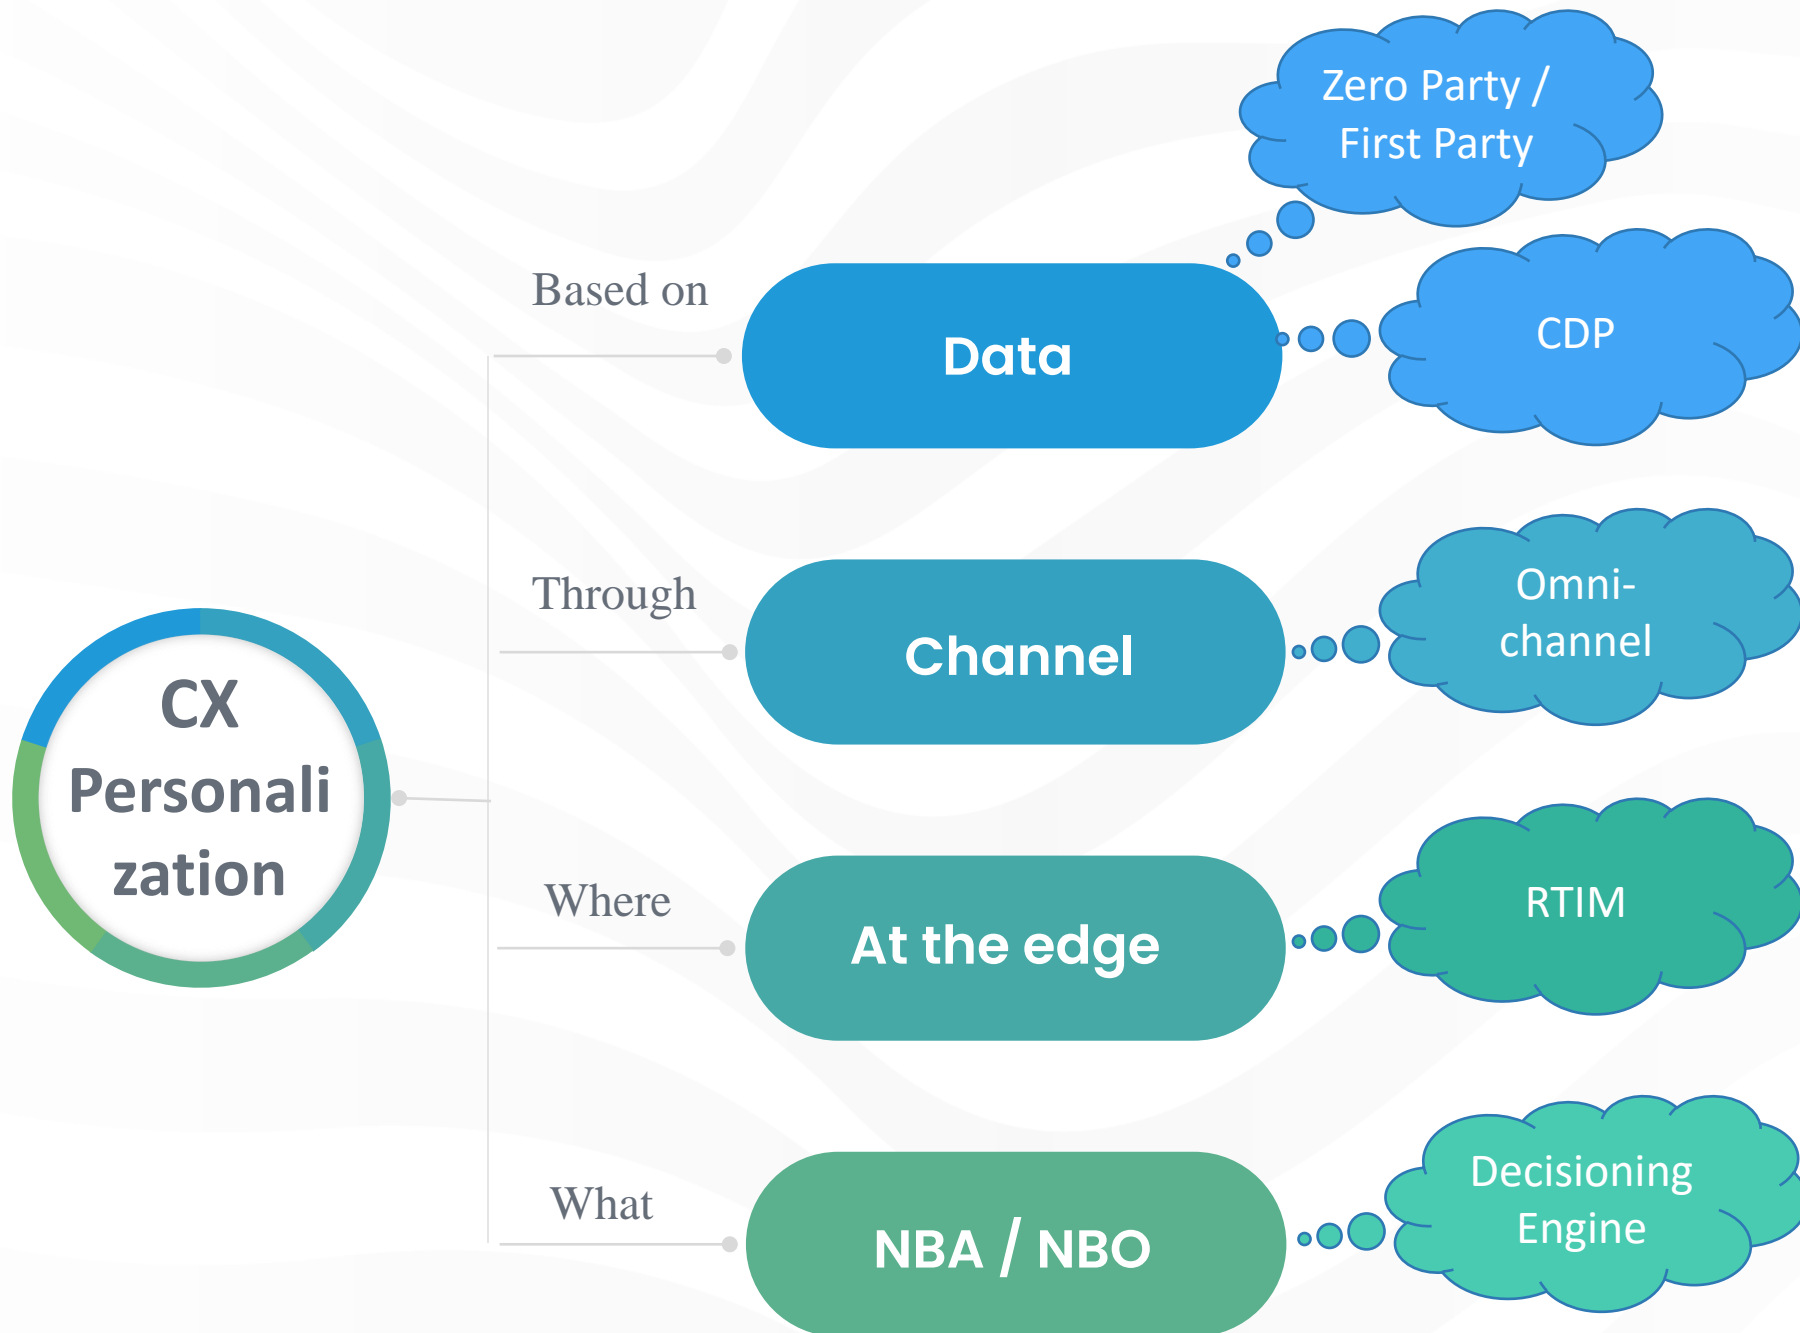 Zero Party /
First Party
Based on
Data
CDP
Through
Channel
Omni-
channel
CX
Personali
zation
Where
At the edge
RTIM
What
NBA / NBO
Decisioning
Engine